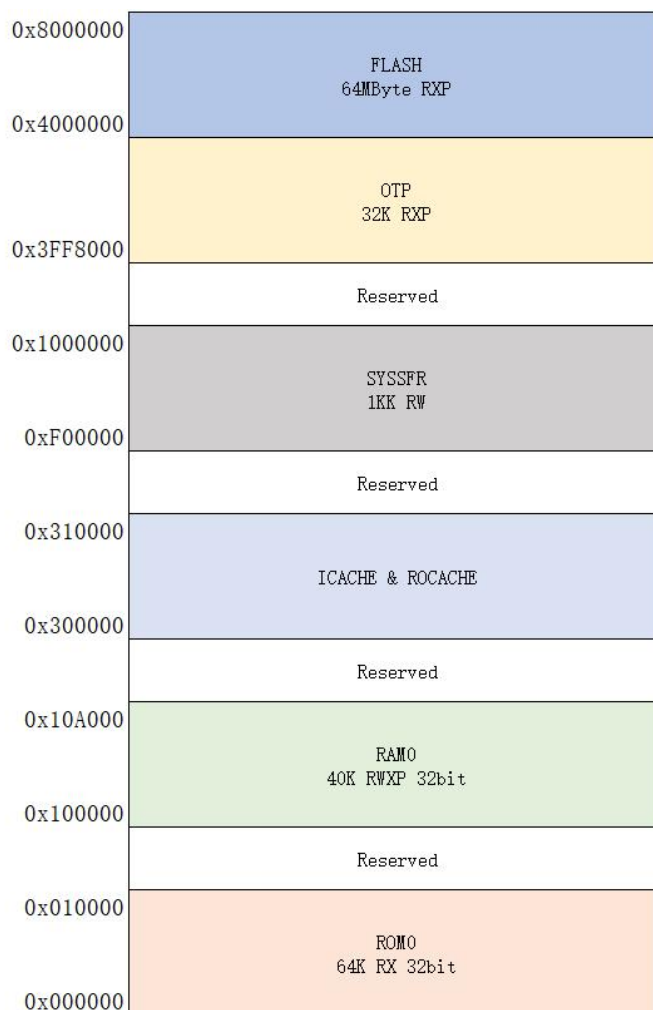 0x8000000
FLASH
64MByte RXP
0x4000000
OTP
32K RXP
0x3FF8000
Reserved
0x1000000
SYSSFR
1KK RW
0xF00000
Reserved
0x310000
ICACHE & ROCACHE
0x300000
Reserved
0x10A000
RAM0
40K RWXP 32bit
0x100000
Reserved
0x010000
ROM0
64K RX 32bit
0x000000